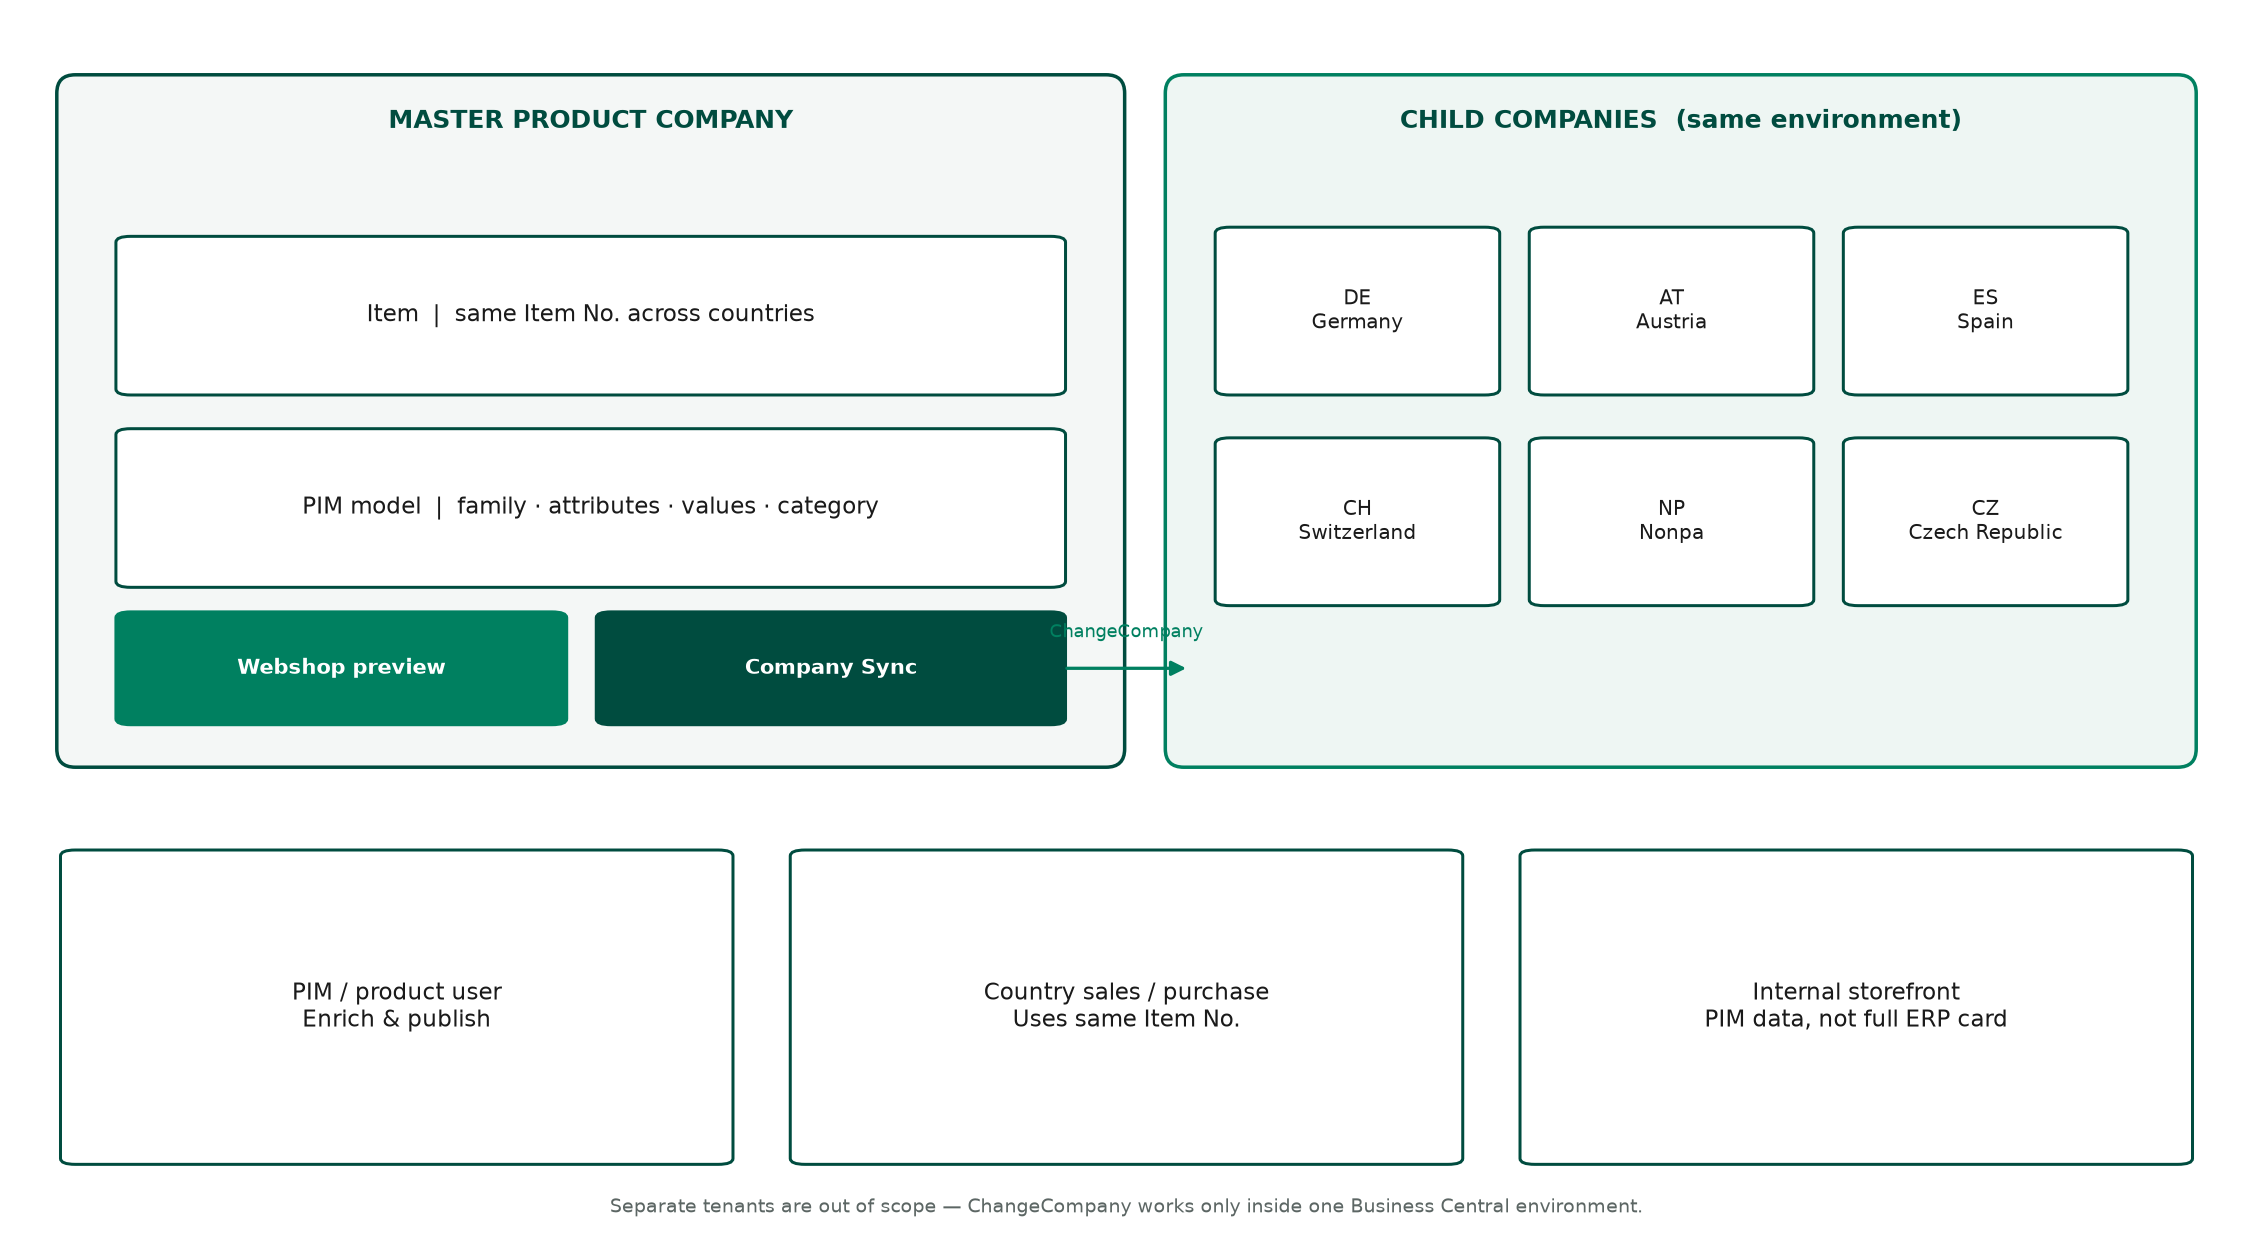 MASTER PRODUCT COMPANY
Item | same Item No. across countries
PIM model | family · attributes · values · category
Webshop preview
Company Sync
ChangeCompany
CHILD COMPANIES (same environment)
DE
Germany
AT
Austria
ES
Spain
CH
Switzerland
NP
Nonpa
CZ
Czech Republic
PIM / product user
Enrich & publish
Country sales / purchase
Uses same Item No.
Internal storefront
PIM data, not full ERP card
Separate tenants are out of scope — ChangeCompany works only inside one Business Central environment.